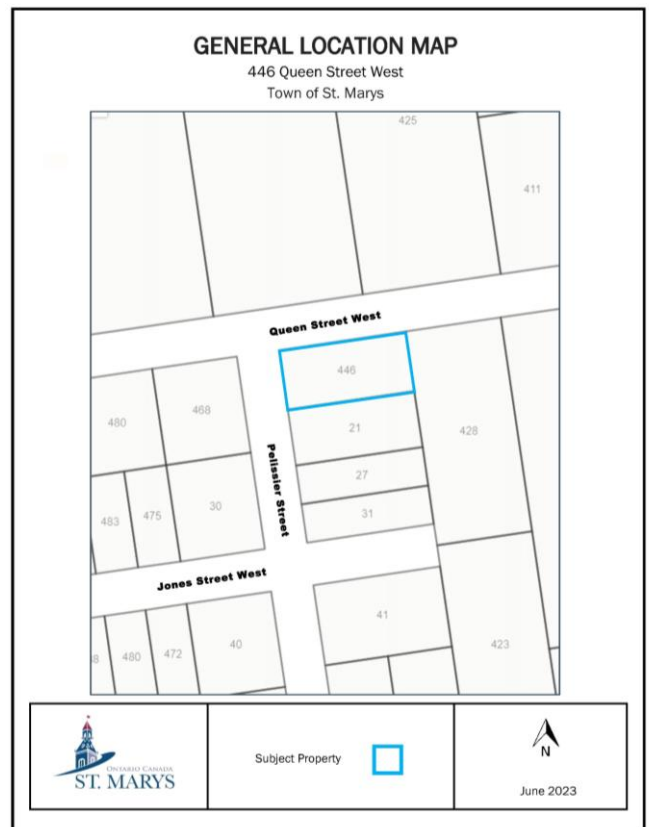 GENERAL LOCATION MAP
446 Queen Street West
Town of St. Marys
425
411
Queen Street West
446
480
468
21
428
Pelissier Street
27
483
475
30
31
Jones Street West
41
8
480
472
40
423
ONTARIO CANADA
ST. MARYS
Subject Property
N
June 2023